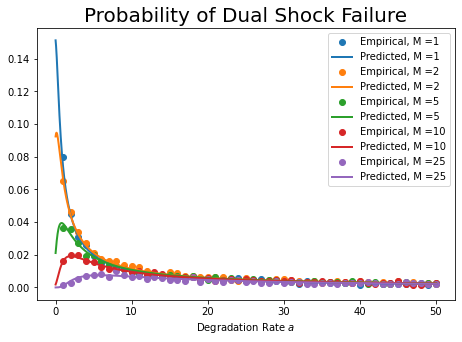 Probability of Dual Shock Failure
Empirical, M =1
Predicted, M =1
Empirical, M =2
Predicted, M =2
Empirical, M =5
Predicted, M =5
Empirical, M =10
Predicted, M =10
Empirical, M =25
Predicted, M =25
0.14
0.12
0.10
0.08
0.06
0.04
0.02
0.00
0 10 20 30 40 50
Degradation Rate a